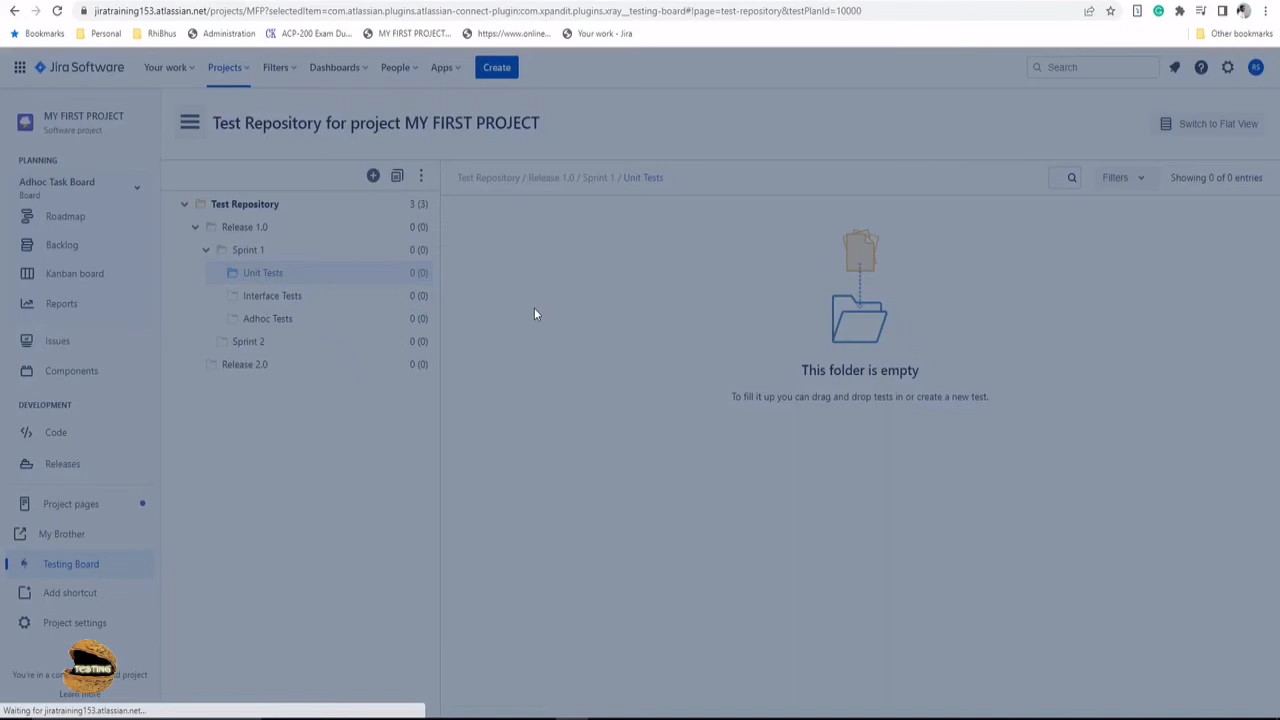 jiratraining153.atlassian.net/projects/MFP?selectedItem=com.atlassian.plugins.atlassian-connect-plugin:com.xpandit.plugins.xray__testing-board#!page=test-repository&testPlanId=10000
Bookmarks Personal RhiBhus Administration ACP-200 Exam Du... MY FIRST PROJECT... https://www.online... Your work - Jira Other bookmarks
Jira Software Your work Projects Filters Dashboards People Apps Create Search RS
MY FIRST PROJECT
Software project
Test Repository for project MY FIRST PROJECT
Switch to Flat View
PLANNING
Adhoc Task Board
Board
Roadmap
Backlog
Kanban board
Reports
Issues
Components
DEVELOPMENT
Code
Releases
Project pages
My Brother
Testing Board
Add shortcut
Project settings
TESTING
You're in a com project
Learn more
Waiting for jiratraining153.atlassian.net...
Test Repository 3 (3)
Release 1.0 0 (0)
Sprint 1 0 (0)
Unit Tests 0 (0)
Interface Tests 0 (0)
Adhoc Tests 0 (0)
Sprint 2 0 (0)
Release 2.0 0 (0)
Test Repository / Release 1.0 / Sprint 1 / Unit Tests
Filters
Showing 0 of 0 entries
This folder is empty
To fill it up you can drag and drop tests in or create a new test.